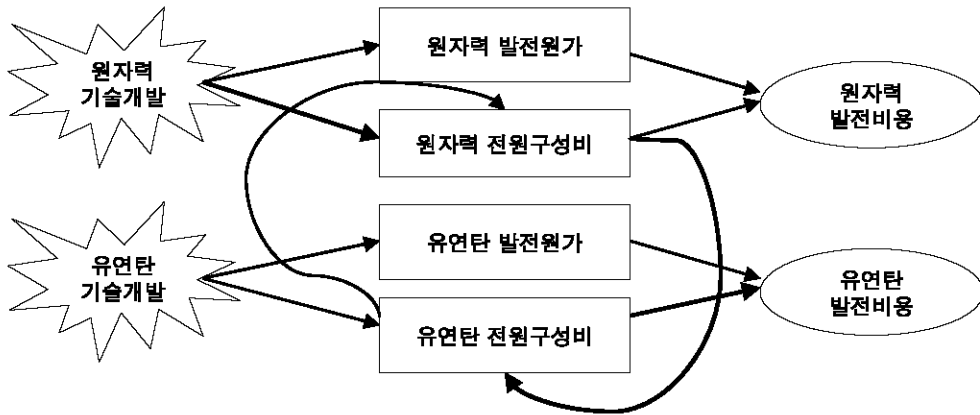 원자력
기술개발
원자력 발전원가
원자력 전원구성비
원자력
발전비용
유연탄
기술개발
유연탄 발전원가
유연탄 전원구성비
유연탄
발전비용